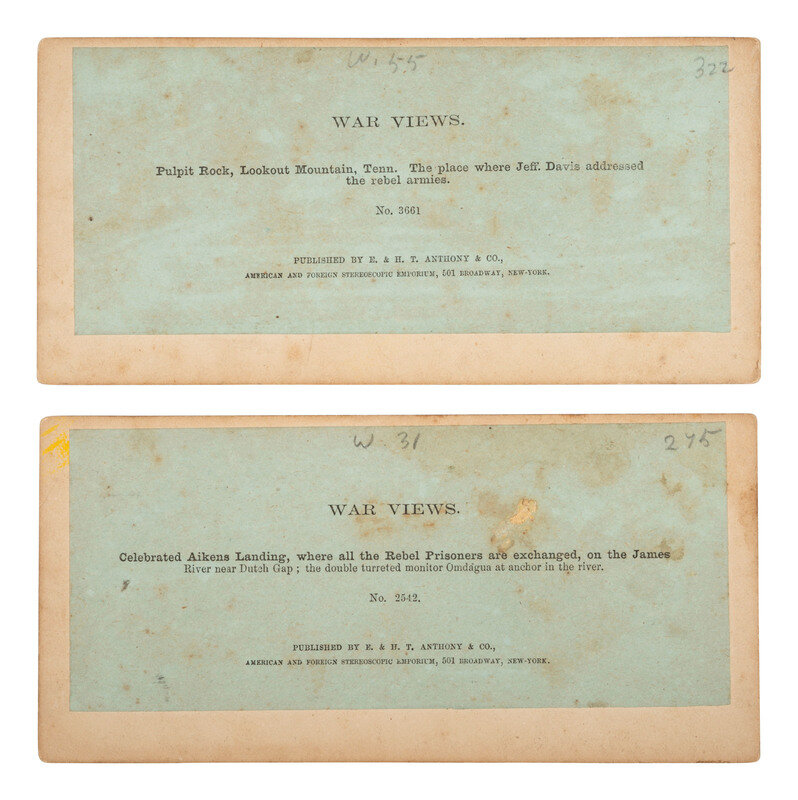 W. 55
322
WAR VIEWS.
Pulpit Rock, Lookout Mountain, Tenn. The place where Jeff. Davis addressed
the rebel armies.
No. 3661
PUBLISHED BY E. & H. T. ANTHONY & CO.,
AMERICAN AND FOREIGN STEREOSCOPIC EMPORIUM, 501 BROADWAY, NEW-YORK.
W 31
275
WAR VIEWS.
Celebrated Aikens Landing, where all the Rebel Prisoners are exchanged, on the James
River near Dutch Gap ; the double turreted monitor Omdagua at anchor in the river.
No. 2542.
PUBLISHED BY E. & H. T. ANTHONY & CO.,
AMERICAN AND FOREIGN STEREOSCOPIC EMPORIUM, 501 BROADWAY, NEW-YORK.